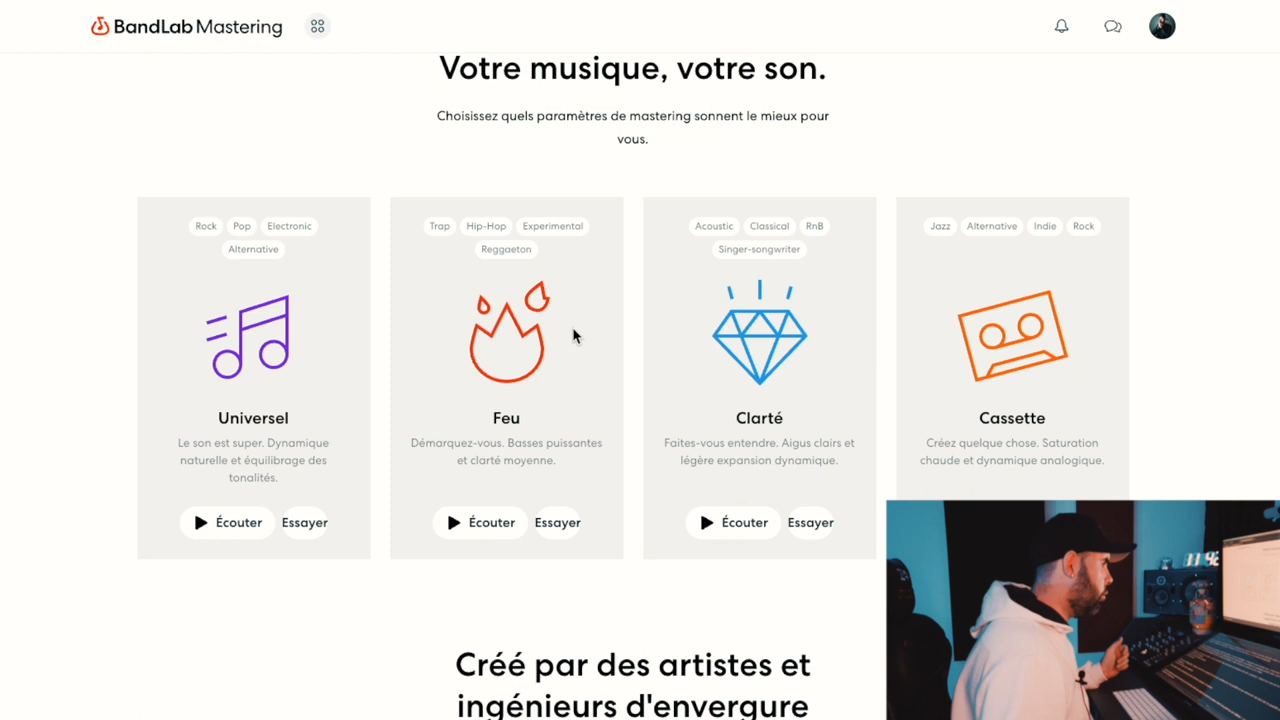 BandLab Mastering
Votre musique, votre son.
Choisissez quels paramètres de mastering sonnent le mieux pour
vous.
Rock Pop Electronic
Alternative
Universel
Le son est super. Dynamique
naturelle et équilibrage des
tonalités.
Écouter Essayer
Trap Hip-Hop Experimental
Reggaeton
Feu
Démarquez-vous. Basses puissantes
et clarté moyenne.
Écouter Essayer
Acoustic Classical RnB
Singer-songwriter
Clarté
Faites-vous entendre. Aigus clairs et
légère expansion dynamique.
Écouter Essayer
Jazz Alternative Indie Rock
Cassette
Créez quelque chose. Saturation
chaude et dynamique analogique.
Créé par des artistes et
ingénieurs d'envergure